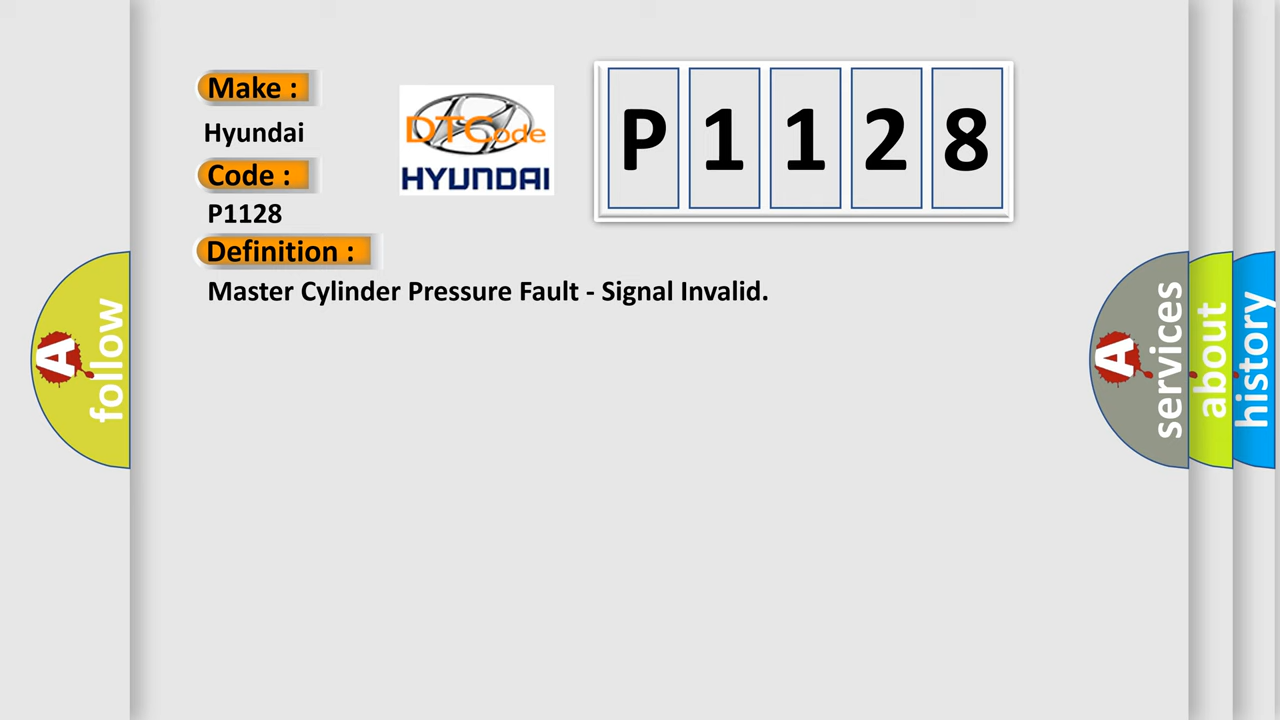 Make :
Hyundai
Code :
P1128
Definition :
Master Cylinder Pressure Fault - Signal Invalid.
DTCode
HYUNDAI
P 1 1 2 8
A
follow
A
services
about
history